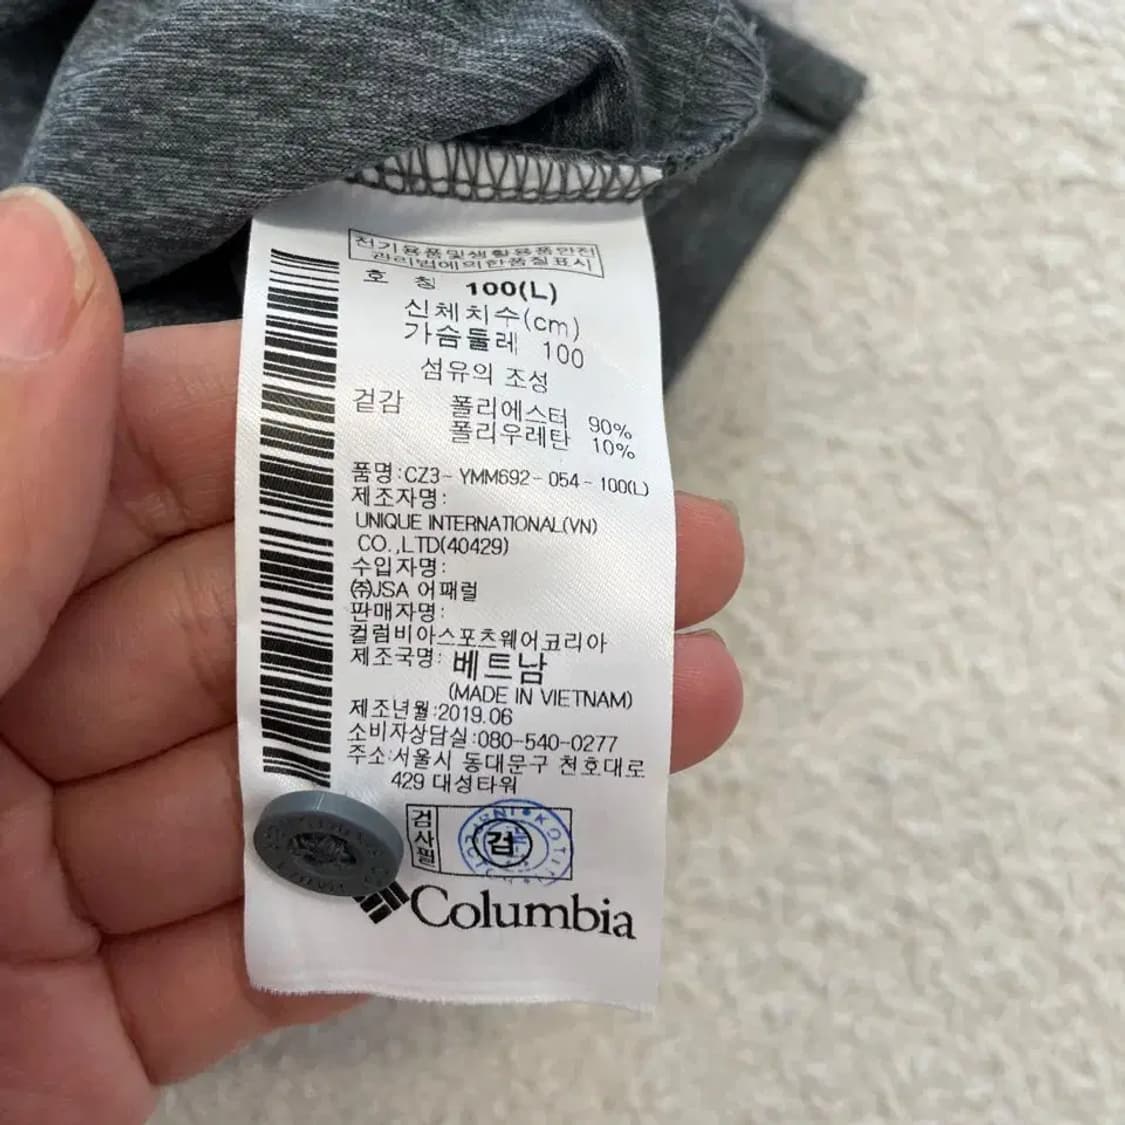 전기용품및생활용품안전
관리법에의한품질표시
호 칭 100(L)
신체치수(cm)
가슴둘레 100
섬유의 조성
겉감 폴리에스터 90%
폴리우레탄 10%
품명:CZ3-YMM692-054-100(L)
제조자명:
UNIQUE INTERNATIONAL(VN)
CO.,LTD(40429)
수입자명:
㈜JSA 어패럴
판매자명:
컬럼비아스포츠웨어코리아
제조국명: 베트남
(MADE IN VIETNAM)
제조년월:2019.06
소비자상담실:080-540-0277
주소:서울시 동대문구 천호대로
429 대성타워
검사필
검
Columbia